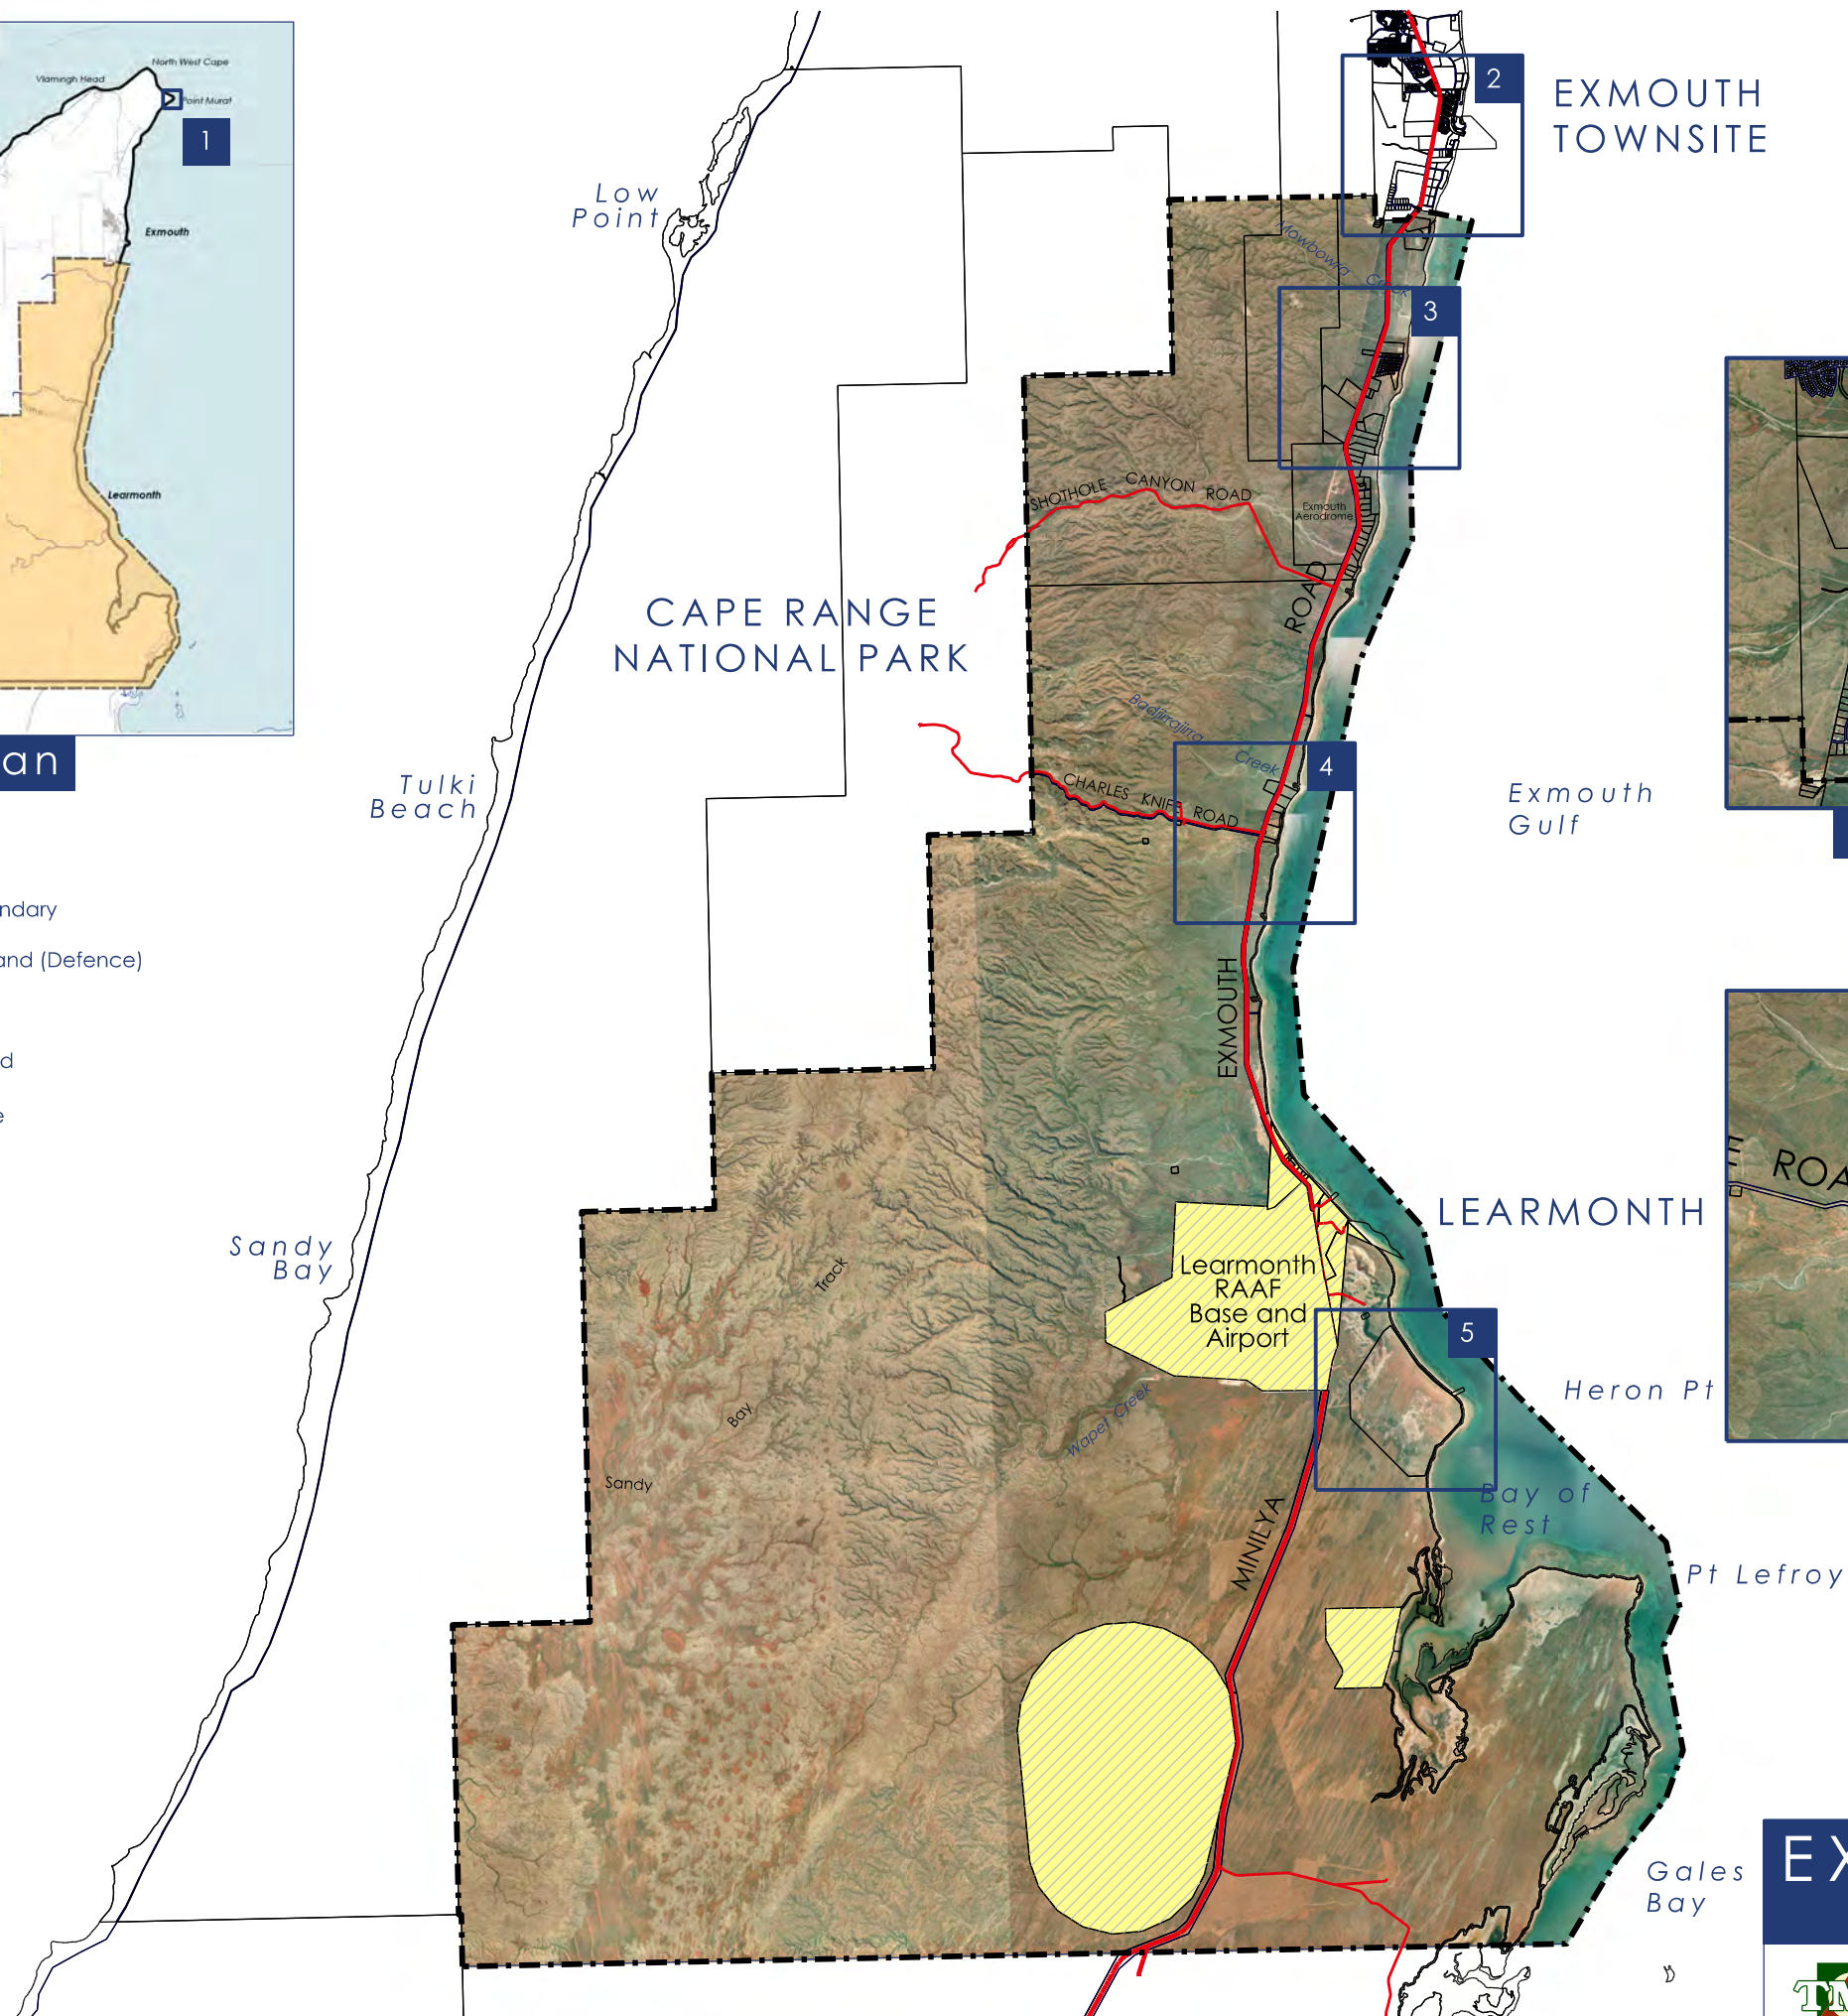 North West Cape
Vlamingh Head
Point Murat
1
Exmouth
Learmonth
an
ndary
and (Defence)
d
e
2
EXMOUTH
TOWNSITE
Low
Point
Mowbowra Creek
3
SHOTHOLE CANYON ROAD
Exmouth
Aerodrome
ROAD
CAPE RANGE
NATIONAL PARK
Badjirrajirra Creek
4
CHARLES KNIFE ROAD
Tulki
Beach
Exmouth
Gulf
EXMOUTH
ROA
LEARMONTH
Sandy
Bay
Learmonth
RAAF
Base and
Airport
Track
Bay
Sandy
5
Heron Pt
Wapet Creek
Bay of
Rest
MINILYA
Pt Lefroy
Gales
Bay
EX